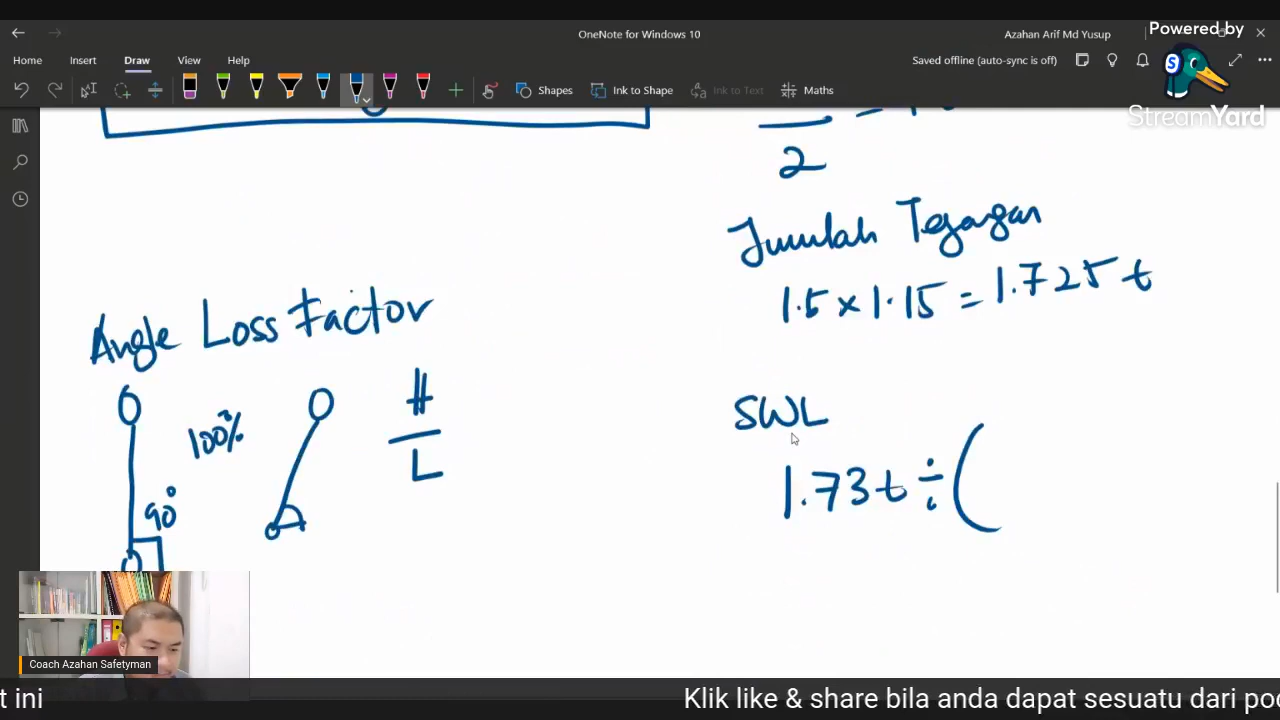 Powered by
OneNote for Windows 10
Azahan Arif Md Yusup
Home
Insert
Draw
View
Help
Saved offline (auto-sync is off)
StreamYard
Shapes
Ink to Shape
Ink to Text
Maths
2
Jumlah Tegangan
1.5 x 1.15 = 1.725 t
Angle Loss Factor
100%
90°
H
L
SWL
1.73 t ÷ (
Coach Azahan Safetyman
t ini
Klik like & share bila anda dapat sesuatu dari poc